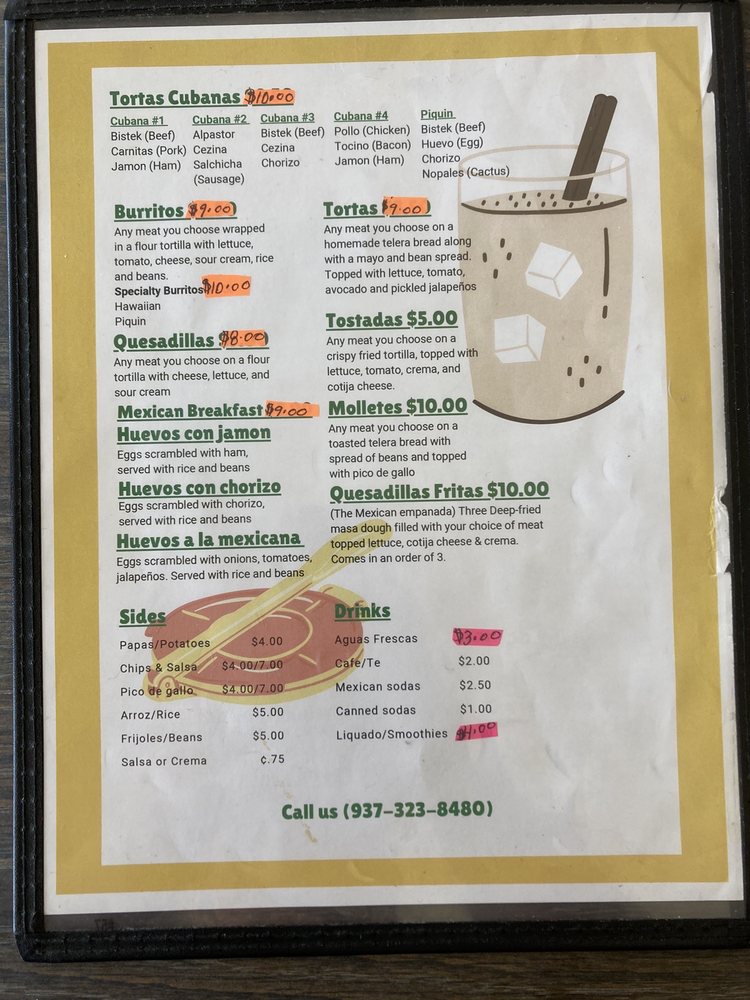 Tortas Cubanas $10.00
Cubana #1
Bistek (Beef)
Carnitas (Pork)
Jamon (Ham)
Cubana #2
Alpastor
Cezina
Salchicha
(Sausage)
Cubana #3
Bistek (Beef)
Cezina
Chorizo
Cubana #4
Pollo (Chicken)
Tocino (Bacon)
Jamon (Ham)
Piquin
Bistek (Beef)
Huevo (Egg)
Chorizo
Nopales (Cactus)
Burritos $9.00)
Any meat you choose wrapped
in a flour tortilla with lettuce,
tomato, cheese, sour cream, rice
and beans.
Specialty Burritos $10.00
Hawaiian
Piquin
Quesadillas $8.00)
Any meat you choose on a flour
tortilla with cheese, lettuce, and
sour cream
Mexican Breakfast $9.00
Huevos con jamon
Eggs scrambled with ham,
served with rice and beans
Huevos con chorizo
Eggs scrambled with chorizo,
served with rice and beans
Huevos a la mexicana
Eggs scrambled with onions, tomatoes,
jalapeños. Served with rice and beans
Tortas $9.00)
Any meat you choose on a
homemade telera bread along
with a mayo and bean spread.
Topped with lettuce, tomato,
avocado and pickled jalapeños
Tostadas $5.00
Any meat you choose on a
crispy fried tortilla, topped with
lettuce, tomato, crema, and
cotija cheese.
Molletes $10.00
Any meat you choose on a
toasted telera bread with
spread of beans and topped
with pico de gallo
Quesadillas Fritas $10.00
(The Mexican empanada) Three Deep-fried
masa dough filled with your choice of meat
topped lettuce, cotija cheese & crema.
Comes in an order of 3.
Sides
Papas/Potatoes $4.00
Chips & Salsa $4.00/7.00
Pico de gallo $4.00/7.00
Arroz/Rice $5.00
Frijoles/Beans $5.00
Salsa or Crema ¢.75
Drinks
Aguas Frescas $3.00
Cafe/Te $2.00
Mexican sodas $2.50
Canned sodas $1.00
Liquado/Smoothies $4.00
Call us (937-323-8480)